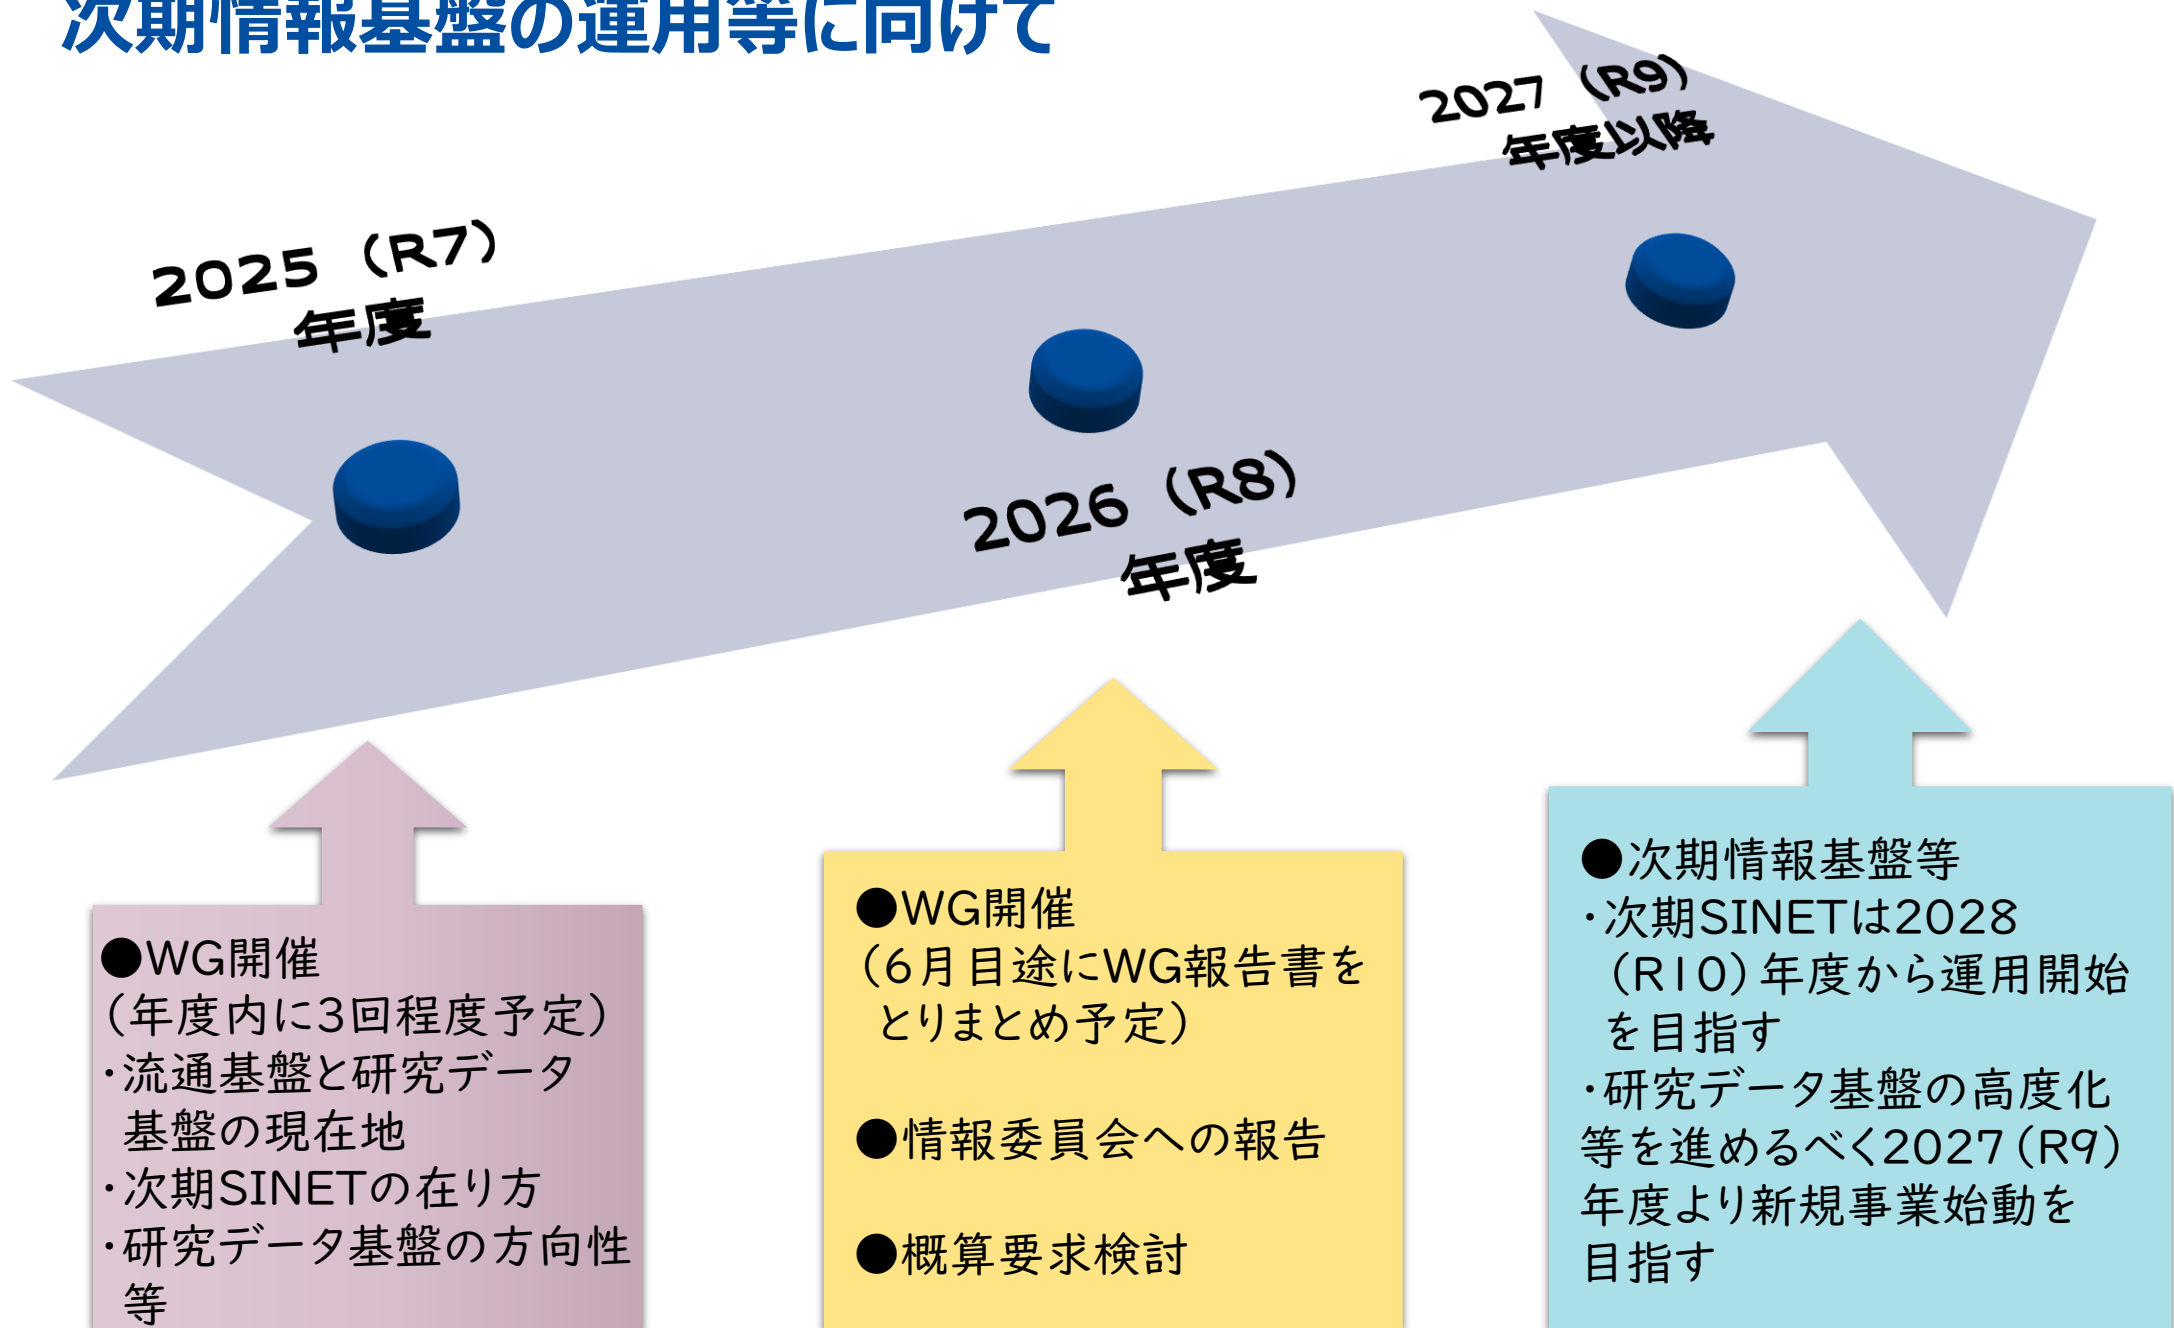 次期情報基盤の運用等に向けて
2025（R7）
年度
2026（R8）
年度
2027（R9）
年度以降
●WG開催
（年度内に3回程度予定）
・流通基盤と研究データ
基盤の現在地
・次期SINETの在り方
・研究データ基盤の方向性
等
●WG開催
（6月目途にWG報告書を
とりまとめ予定）
●情報委員会への報告
●概算要求検討
●次期情報基盤等
・次期SINETは2028
（R10）年度から運用開始
を目指す
・研究データ基盤の高度化
等を進めるべく2027（R9）
年度より新規事業始動を
目指す